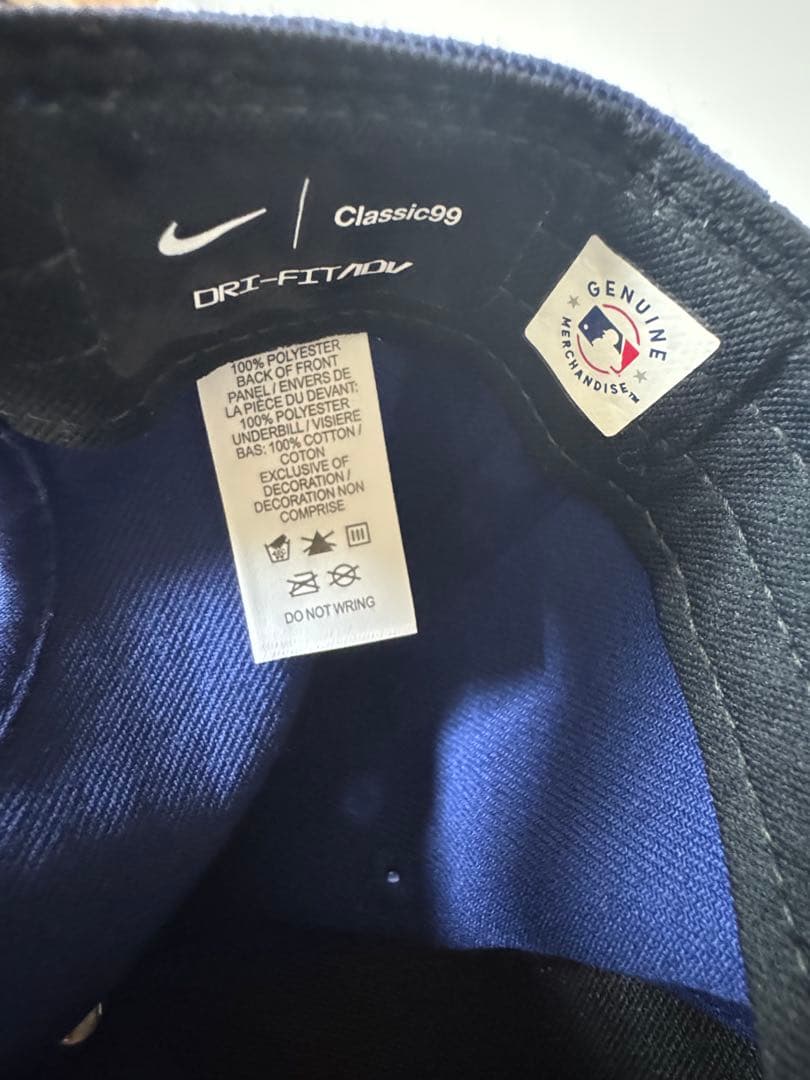 Classic99
DRI-FIT/ADV
GENUINE
MERCHANDISE™
100% POLYESTER
BACK OF FRONT
PANEL / ENVERS DE
LA PIÈCE DU DEVANT:
100% POLYESTER
UNDERBILL / VISIERE
BAS: 100% COTTON /
COTON
EXCLUSIVE OF
DECORATION /
DECORATION NON
COMPRISE
DO NOT WRING